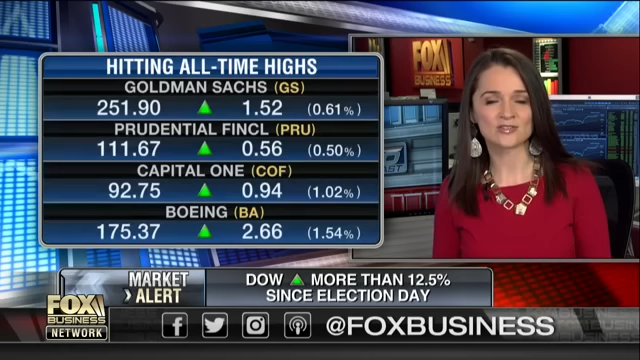 HITTING ALL-TIME HIGHS
GOLDMAN SACHS (GS)
251.90 1.52 (0.61%)
PRUDENTIAL FINCL (PRU)
111.67 0.56 (0.50%)
CAPITAL ONE (COF)
92.75 0.94 (1.02%)
BOEING (BA)
175.37 2.66 (1.54%)
FOX
BUSINESS
MARKET
ALERT
DOW MORE THAN 12.5%
SINCE ELECTION DAY
FOX
BUSINESS
NETWORK
@FOXBUSINESS